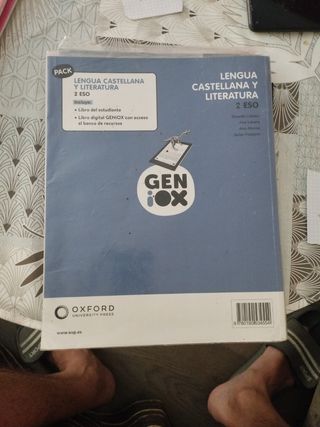 PACK
LENGUA CASTELLANA
Y LITERATURA
2 ESO
Incluye:
• Libro del estudiante
• Libro digital GENiOX con acceso
al banco de recursos
LENGUA
CASTELLANA Y
LITERATURA
2 ESO
GEN
iOX
OXFORD
UNIVERSITY PRESS
www.oup.es